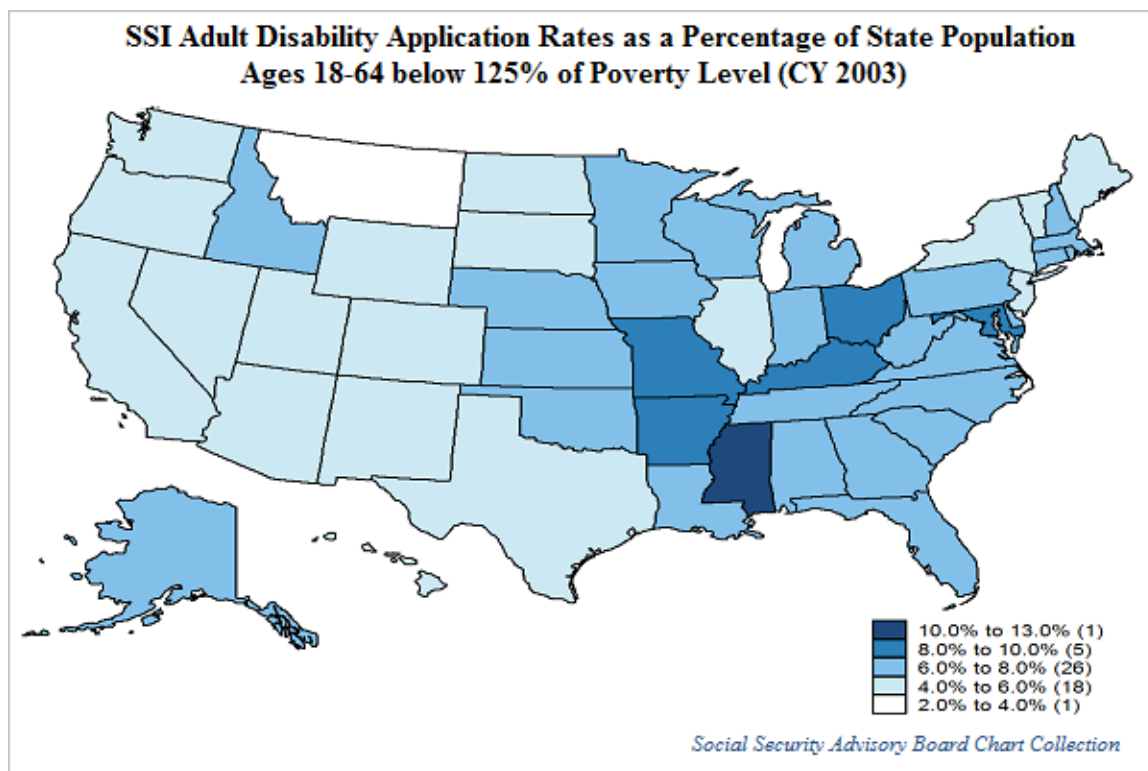 SSI Adult Disability Application Rates as a Percentage of State Population
Ages 18-64 below 125% of Poverty Level (CY 2003)
10.0% to 13.0% (1)
8.0% to 10.0% (5)
6.0% to 8.0% (26)
4.0% to 6.0% (18)
2.0% to 4.0% (1)
Social Security Advisory Board Chart Collection